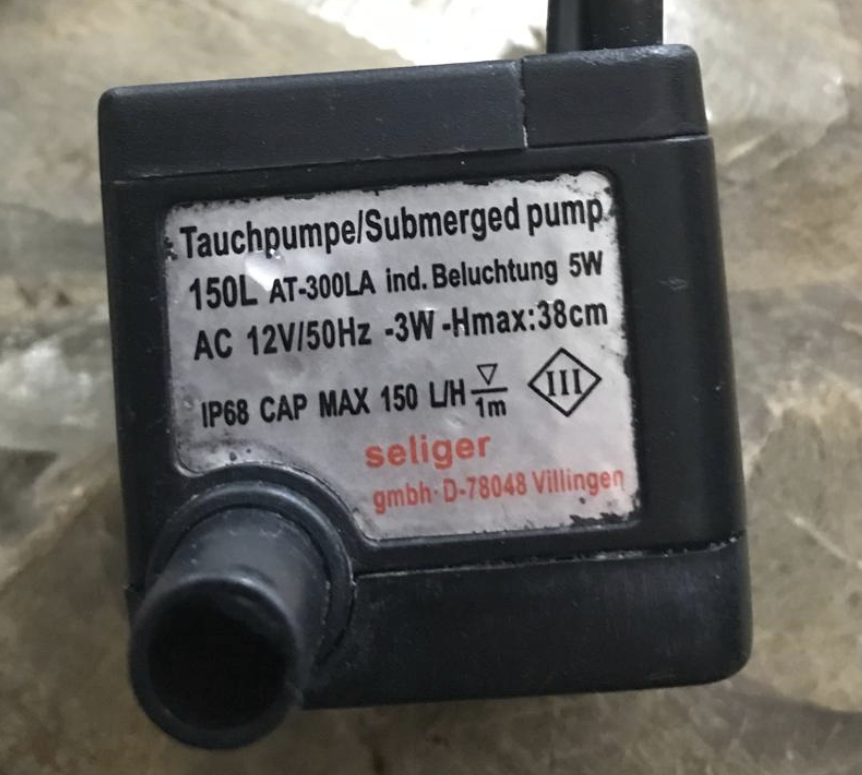 Tauchpumpe/Submerged pump
150L AT-300LA ind. Beluchtung 5W
AC 12V/50Hz -3W -Hmax:38cm
IP68 CAP MAX 150 L/H ▽ 1m III
seliger
gmbh· D-78048 Villingen